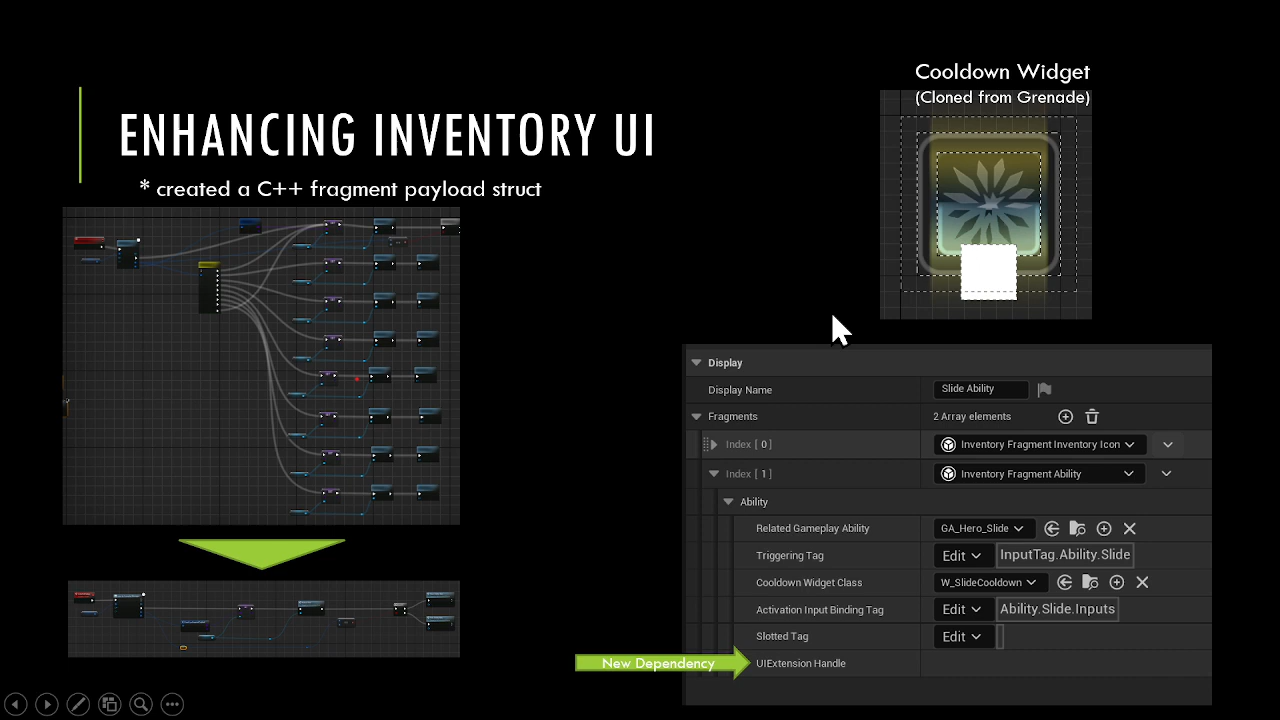 Cooldown Widget
(Cloned from Grenade)
ENHANCING INVENTORY UI
* created a C++ fragment payload struct
Display
Display Name
Slide Ability
Fragments
2 Array elements
Index [ 0 ]
Inventory Fragment Inventory Icon
Index [ 1 ]
Inventory Fragment Ability
Ability
Related Gameplay Ability
GA_Hero_Slide
Triggering Tag
Edit
InputTag.Ability.Slide
Cooldown Widget Class
W_SlideCooldown
Activation Input Binding Tag
Edit
Ability.Slide.Inputs
Slotted Tag
Edit
New Dependency
UIExtension Handle